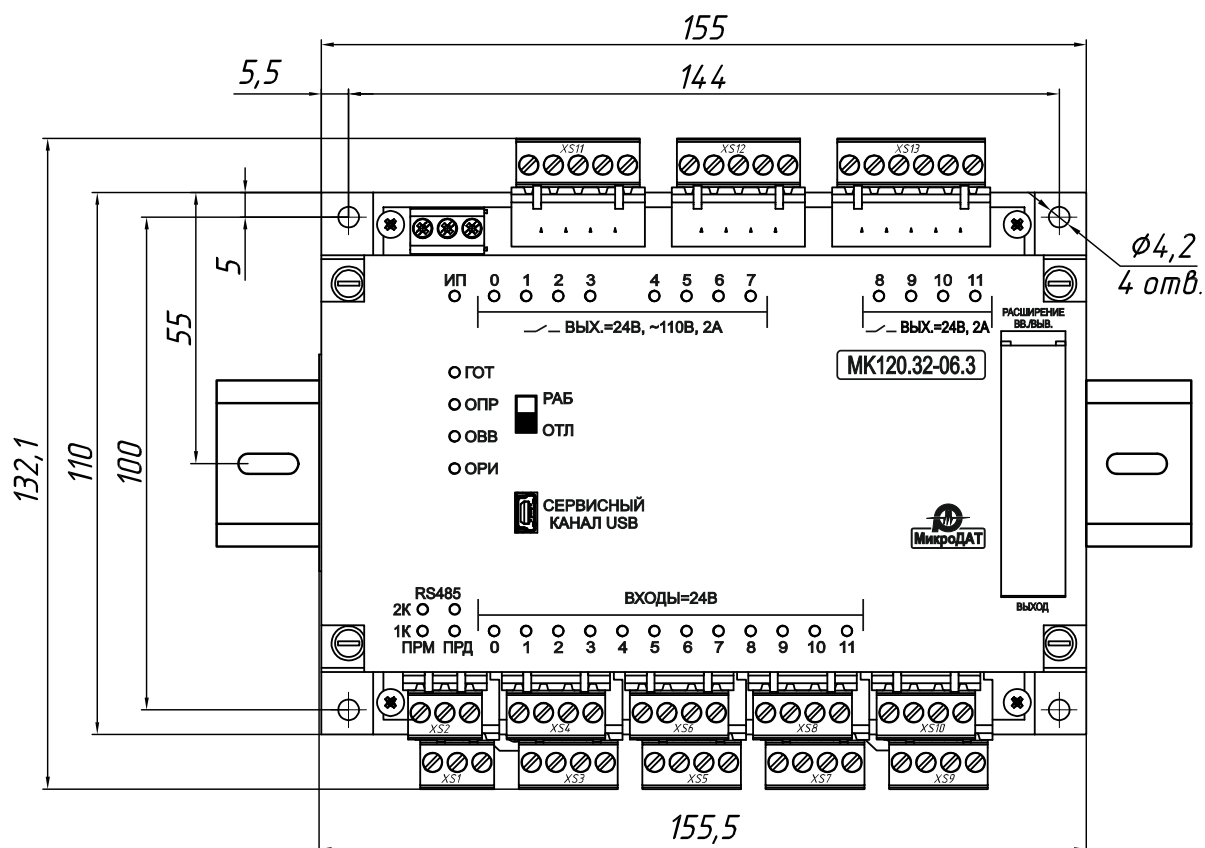 155
5,5
144
XS11
XS12
XS13
132,1
110
100
55
5
ϕ4,2
4 отв.
ИП 0 1 2 3 4 5 6 7
8 9 10 11
ВЫХ.=24В, ~110В, 2А
ВЫХ.=24В, 2А
РАСШИРЕНИЕ
ВВ./ВЫВ.
МК120.32-06.3
ГОТ
ОПР
ОВВ
ОРИ
РАБ
ОТЛ
СЕРВИСНЫЙ
КАНАЛ USB
МикроДАТ
ВЫХОД
RS485
2К
1К
ПРМ ПРД
ВХОДЫ=24В
0 1 2 3 4 5 6 7 8 9 10 11
XS2
XS4
XS6
XS8
XS10
XS1
XS3
XS5
XS7
XS9
155,5